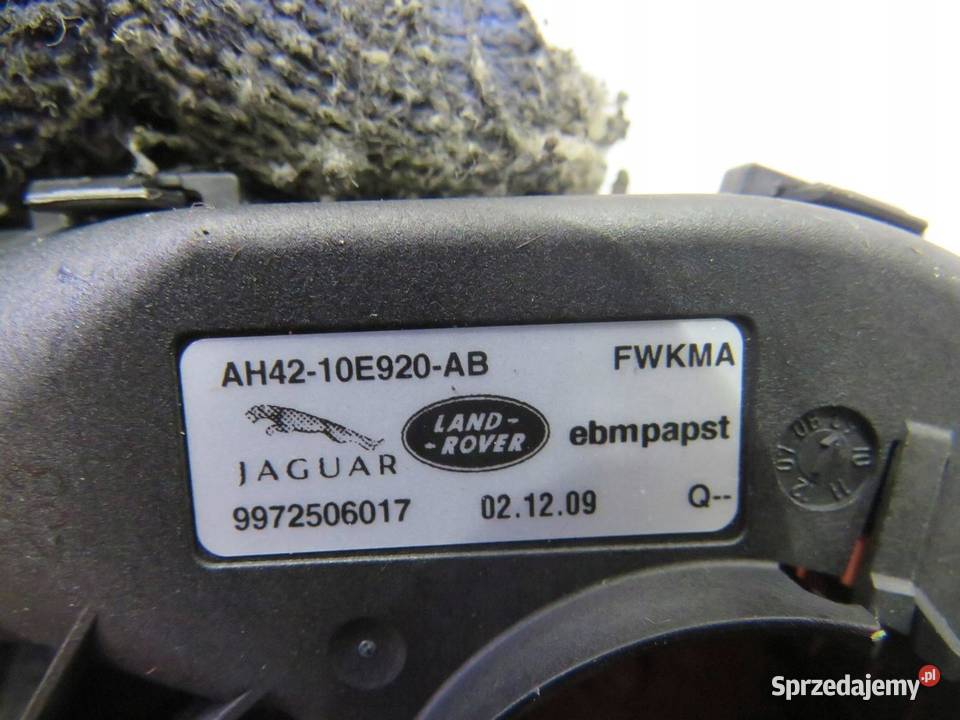 AH42-10E920-AB FWKMA
JAGUAR LAND-ROVER ebmpapst
9972506017 02.12.09 Q--
Sprzedajemy.pl